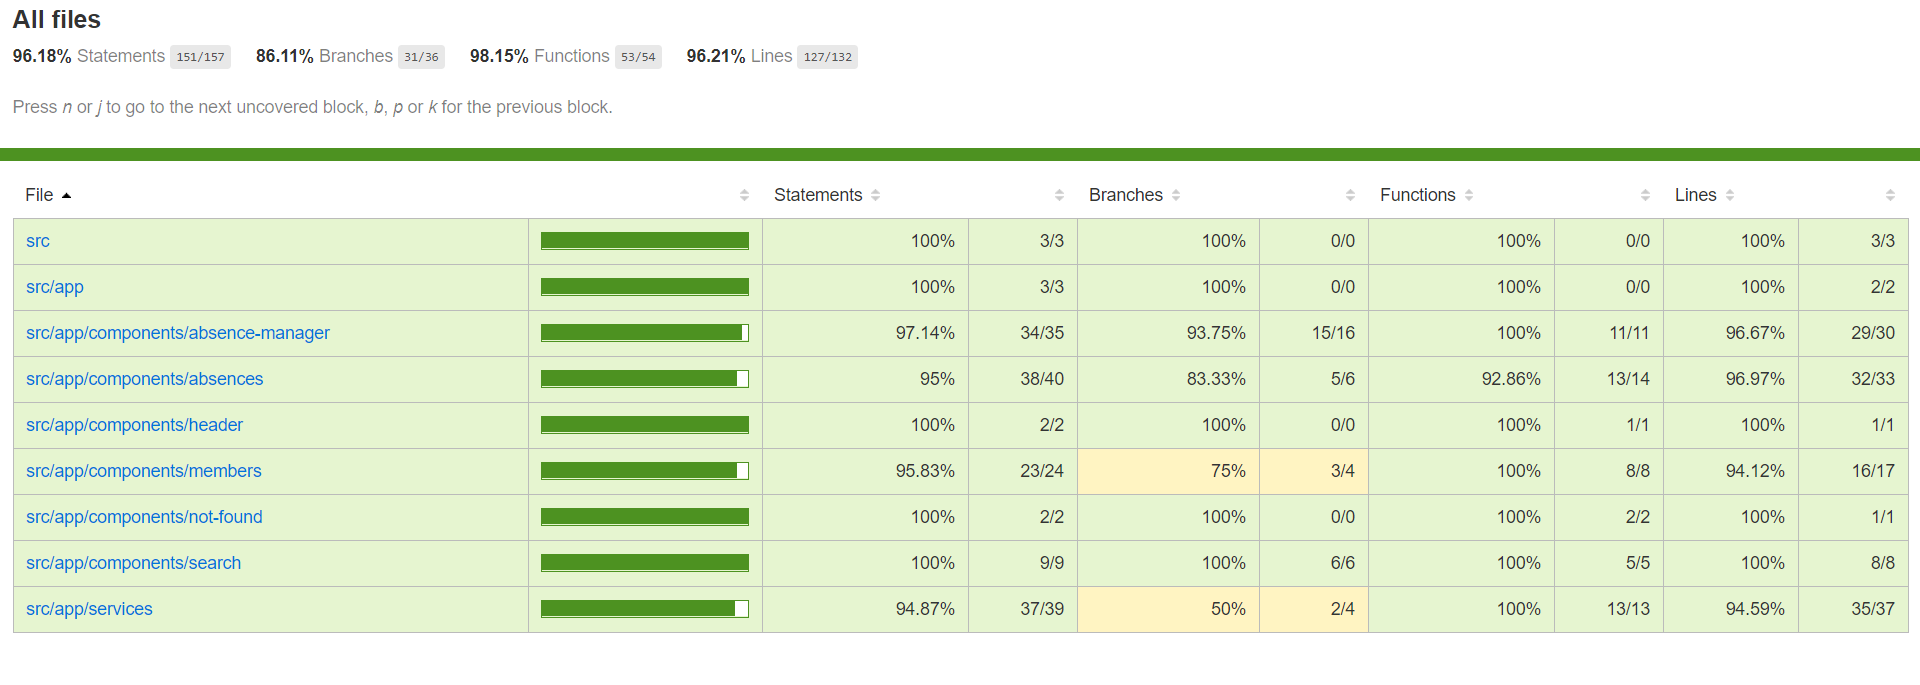 All files
96.18% Statements 151/157 86.11% Branches 31/36 98.15% Functions 53/54 96.21% Lines 127/132
Press n or j to go to the next uncovered block, b, p or k for the previous block.
File Statements Branches Functions Lines
src 100% 3/3 100% 0/0 100% 0/0 100% 3/3
src/app 100% 3/3 100% 0/0 100% 0/0 100% 2/2
src/app/components/absence-manager 97.14% 34/35 93.75% 15/16 100% 11/11 96.67% 29/30
src/app/components/absences 95% 38/40 83.33% 5/6 92.86% 13/14 96.97% 32/33
src/app/components/header 100% 2/2 100% 0/0 100% 1/1 100% 1/1
src/app/components/members 95.83% 23/24 75% 3/4 100% 8/8 94.12% 16/17
src/app/components/not-found 100% 2/2 100% 0/0 100% 2/2 100% 1/1
src/app/components/search 100% 9/9 100% 6/6 100% 5/5 100% 8/8
src/app/services 94.87% 37/39 50% 2/4 100% 13/13 94.59% 35/37